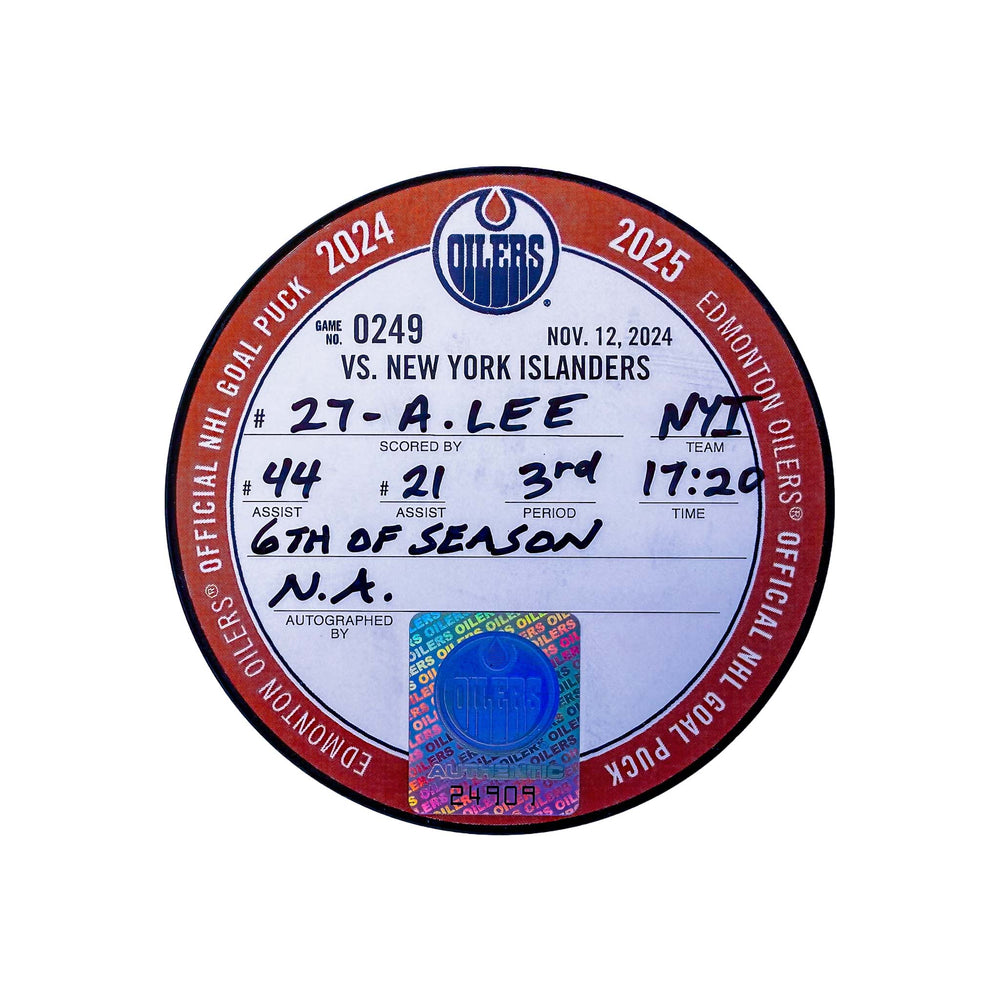 2024 2025
EDMONTON OILERS® OFFICIAL NHL GOAL PUCK
EDMONTON OILERS® OFFICIAL NHL GOAL PUCK
OILERS ®
GAME NO. 0249 NOV. 12, 2024
VS. NEW YORK ISLANDERS
# 27 - A. LEE NYI
SCORED BY TEAM
# 44 # 21 3rd 17:20
ASSIST ASSIST PERIOD TIME
6TH OF SEASON
N.A.
AUTOGRAPHED
BY
OILERS
AUTHENTIC
24909